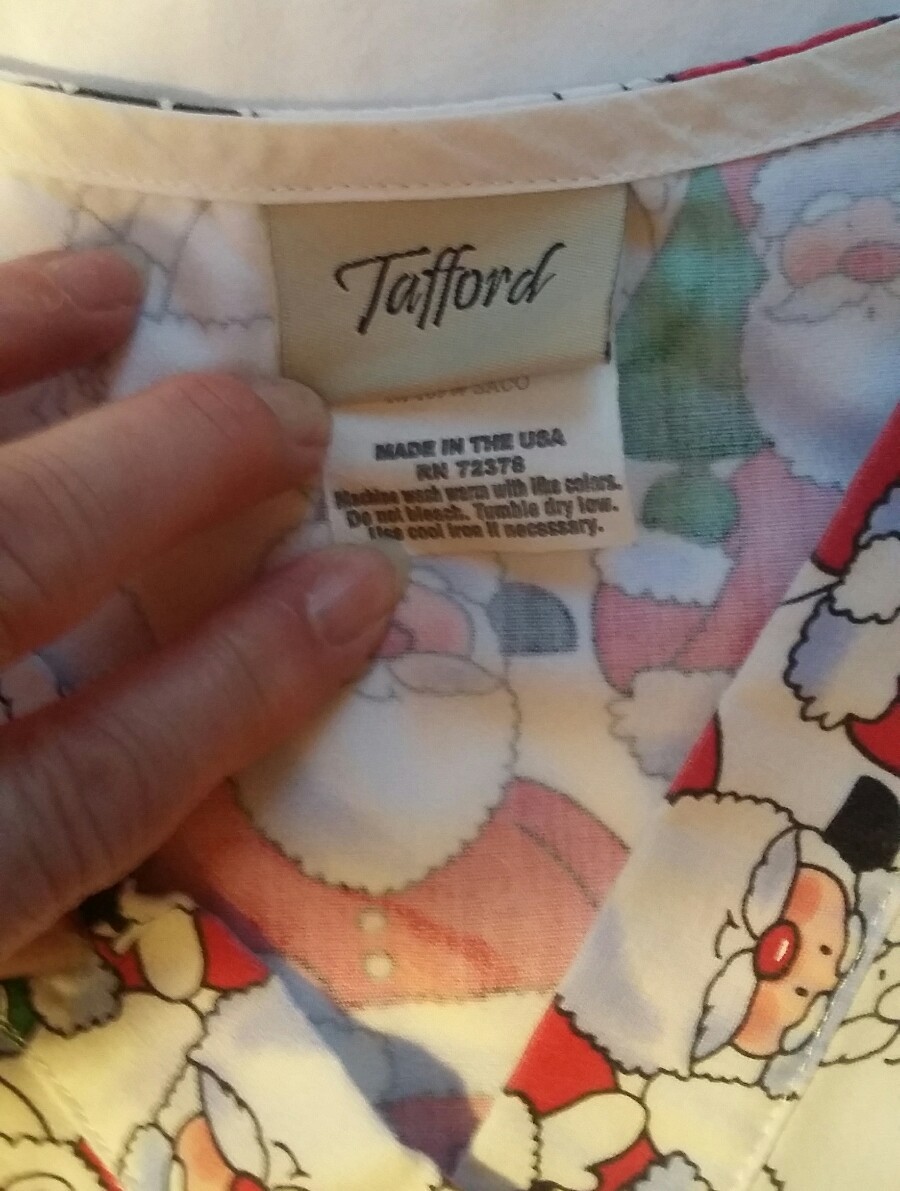 Tafford
MADE IN THE USA
RN 72378
Machine wash warm with like colors.
Do not bleach. Tumble dry low.
Use cool iron if necessary.